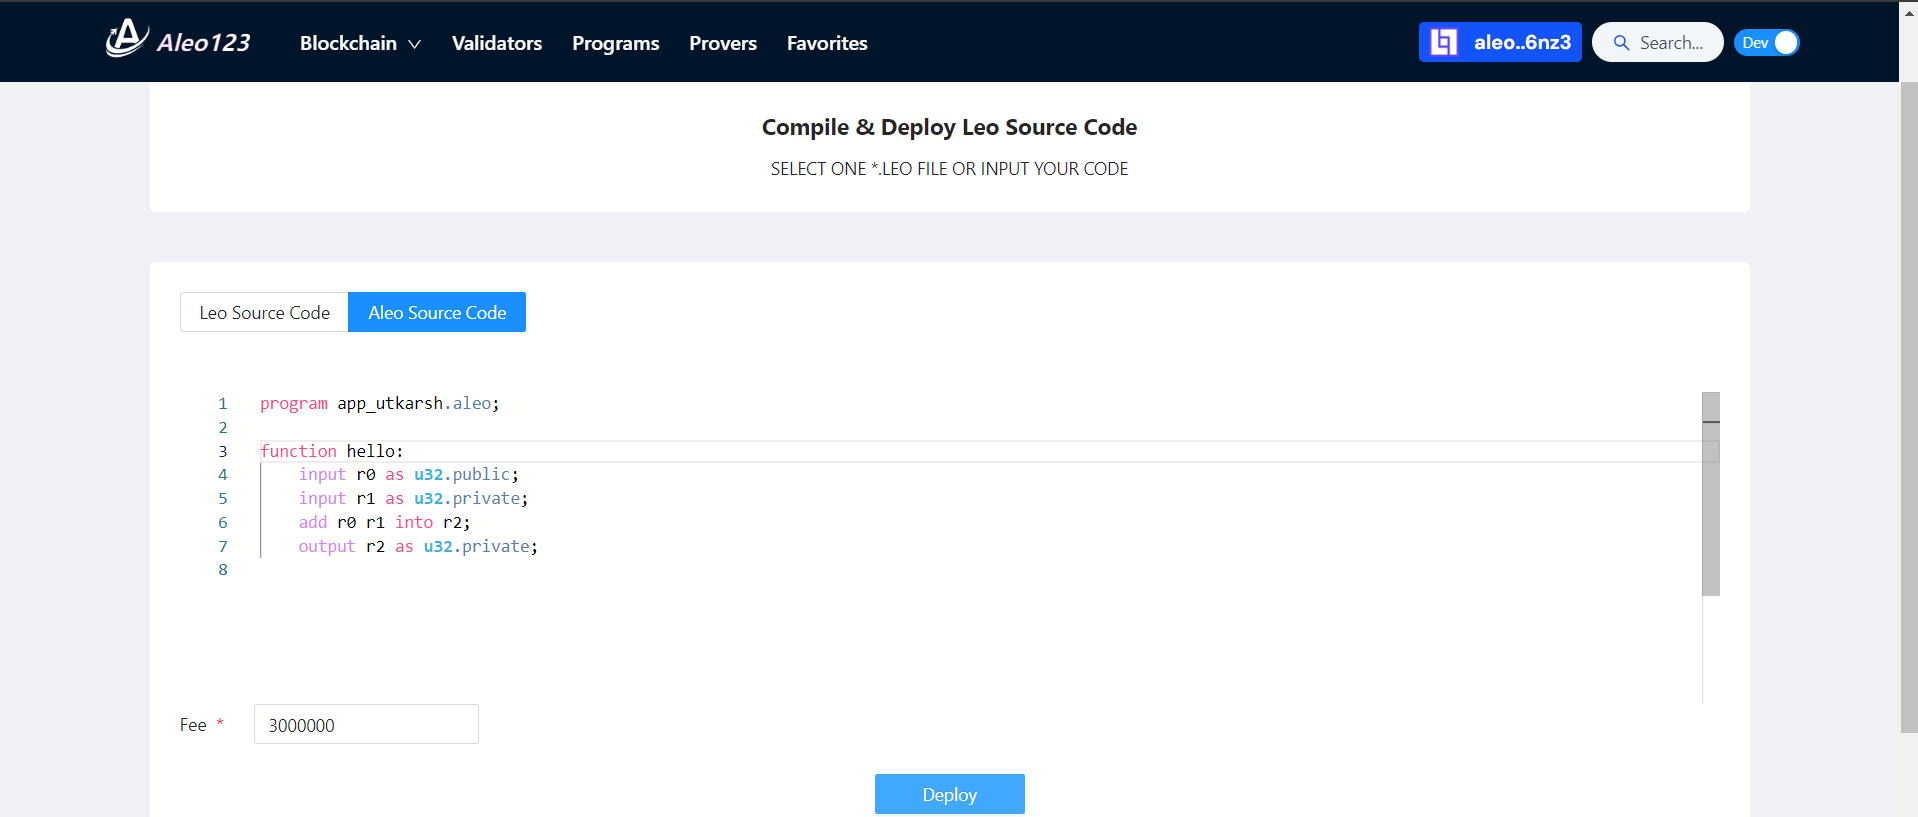 Aleo123 Blockchain Validators Programs Provers Favorites aleo..6nz3 Search... Dev
Compile & Deploy Leo Source Code
SELECT ONE *.LEO FILE OR INPUT YOUR CODE
Leo Source Code Aleo Source Code
1 program app_utkarsh.aleo;
2
3 function hello:
4 input r0 as u32.public;
5 input r1 as u32.private;
6 add r0 r1 into r2;
7 output r2 as u32.private;
8
Fee * 3000000
Deploy